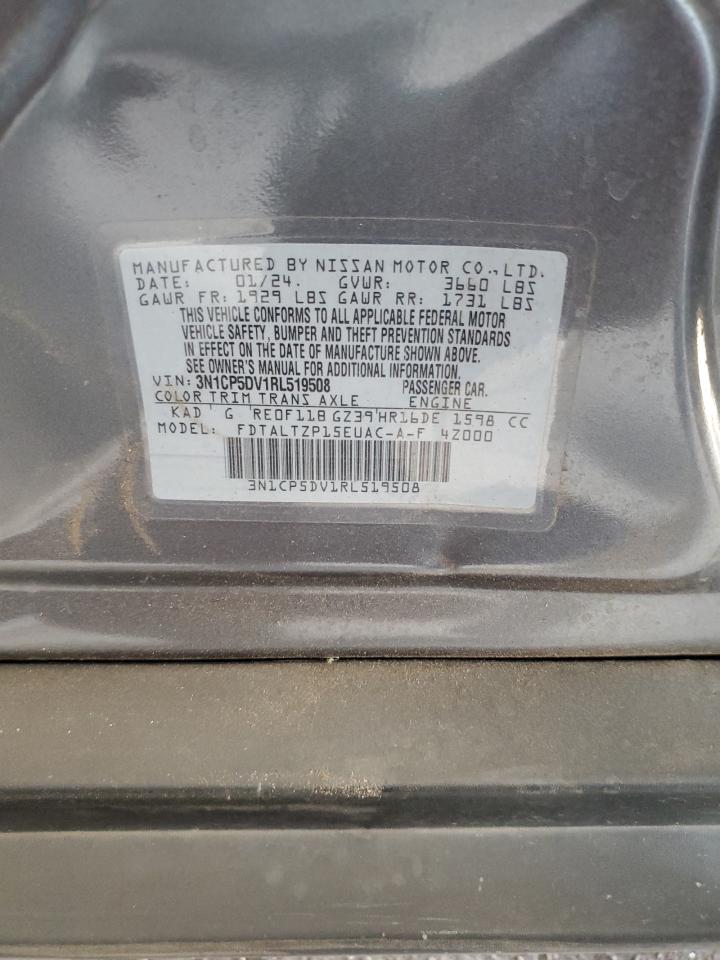 MANUFACTURED BY NISSAN MOTOR CO.,LTD.
DATE: 01/24. GVWR: 3660 LBS
GAWR FR: 1929 LBS GAWR RR: 1731 LBS
THIS VEHICLE CONFORMS TO ALL APPLICABLE FEDERAL MOTOR
VEHICLE SAFETY, BUMPER AND THEFT PREVENTION STANDARDS
IN EFFECT ON THE DATE OF MANUFACTURE SHOWN ABOVE.
SEE OWNER'S MANUAL FOR ADDITIONAL INFORMATION.
VIN: 3N1CP5DV1RL519508 PASSENGER CAR.
COLOR TRIM TRANS AXLE ENGINE
KAD ' G 'RE0F11B GZ39'HR16DE 1598 CC
MODEL: FDTALTZP15EUAC-A-F 4Z000
3N1CP5DV1RL519508